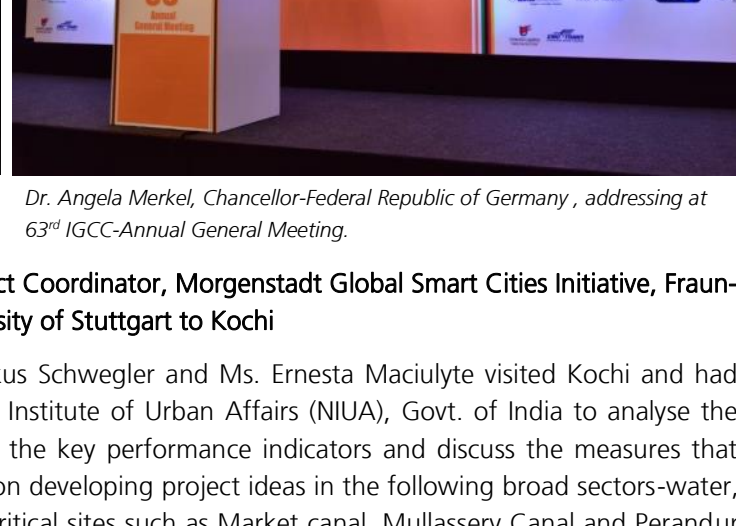 Annual
General Meeting
Dr. Angela Merkel, Chancellor-Federal Republic of Germany , addressing at
63rd IGCC-Annual General Meeting.
ct Coordinator, Morgenstadt Global Smart Cities Initiative, Fraun-
sity of Stuttgart to Kochi
kus Schwegler and Ms. Ernesta Maciulyte visited Kochi and had
Institute of Urban Affairs (NIUA), Govt. of India to analyse the
the key performance indicators and discuss the measures that
on developing project ideas in the following broad sectors-water,
ritical sites such as Market canal, Mullassery Canal and Perandur